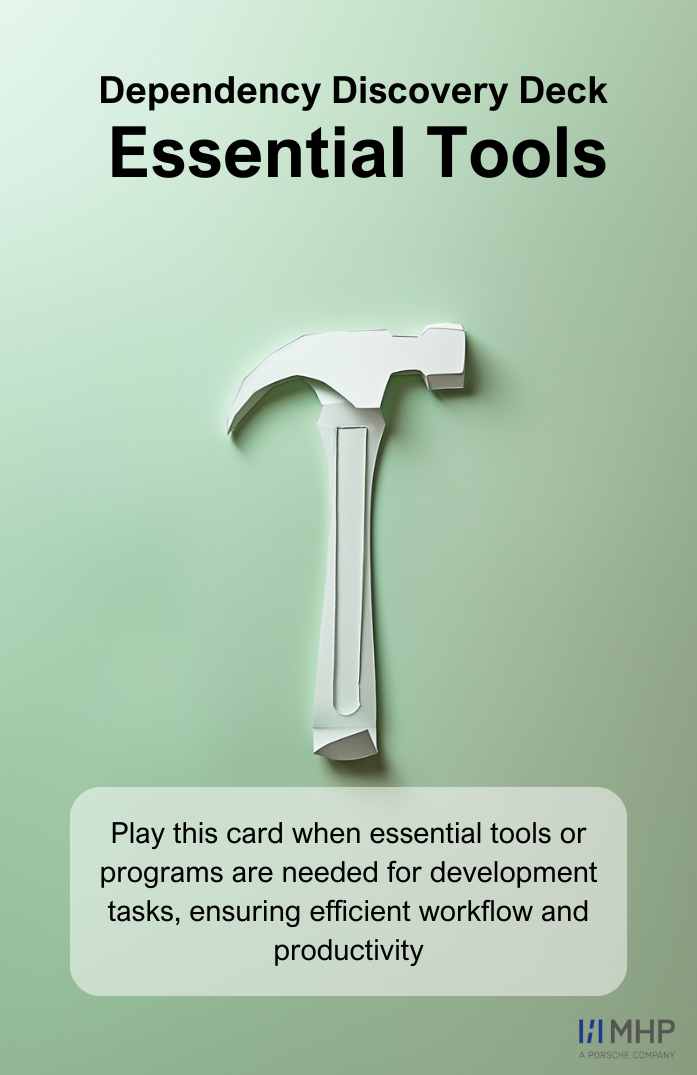 Dependency Discovery Deck
Essential Tools
Play this card when essential tools or
programs are needed for development
tasks, ensuring efficient workflow and
productivity
MHP
A PORSCHE COMPANY